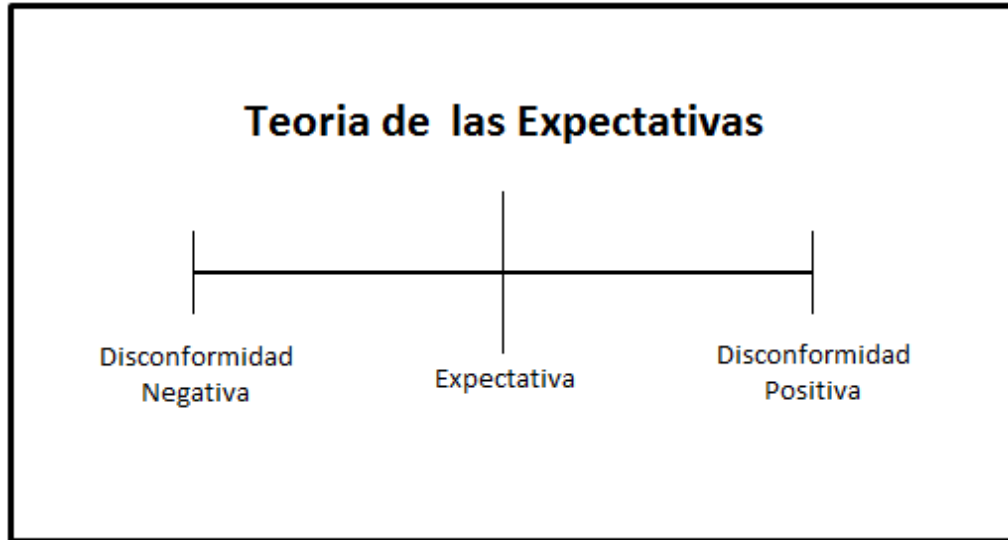 Teoria de las Expectativas
Disconformidad
Negativa
Expectativa
Disconformidad
Positiva